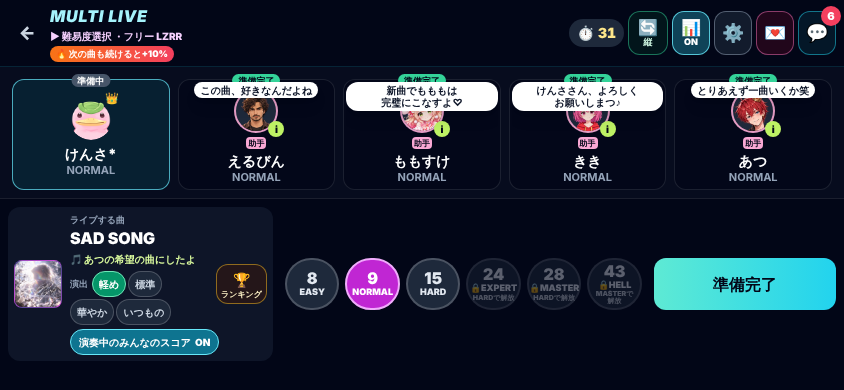 MULTI LIVE
▶ 難易度選択 ・フリー LZRR
🔥 次の曲も続けると+10%
⏱️ 31
縦
ON
6
準備中
けんさ*
NORMAL
準備完了
この曲、好きなんだよね
i
助手
えるびん
NORMAL
準備完了
新曲でもももは
完璧にこなすよ♡
i
助手
ももすけ
NORMAL
準備完了
けんささん、よろしく
お願いしまつ♪
i
助手
きき
NORMAL
準備完了
とりあえず一曲いくか笑
i
助手
あつ
NORMAL
ライブする曲
SAD SONG
🎵 あつの希望の曲にしたよ
演出 軽め 標準
華やか いつもの
演奏中のみんなのスコア ON
🏆
ランキング
8
EASY
9
NORMAL
15
HARD
24
🔒EXPERT
HARDで解放
28
🔒MASTER
HARDで解放
43
🔒HELL
MASTERで
解放
準備完了